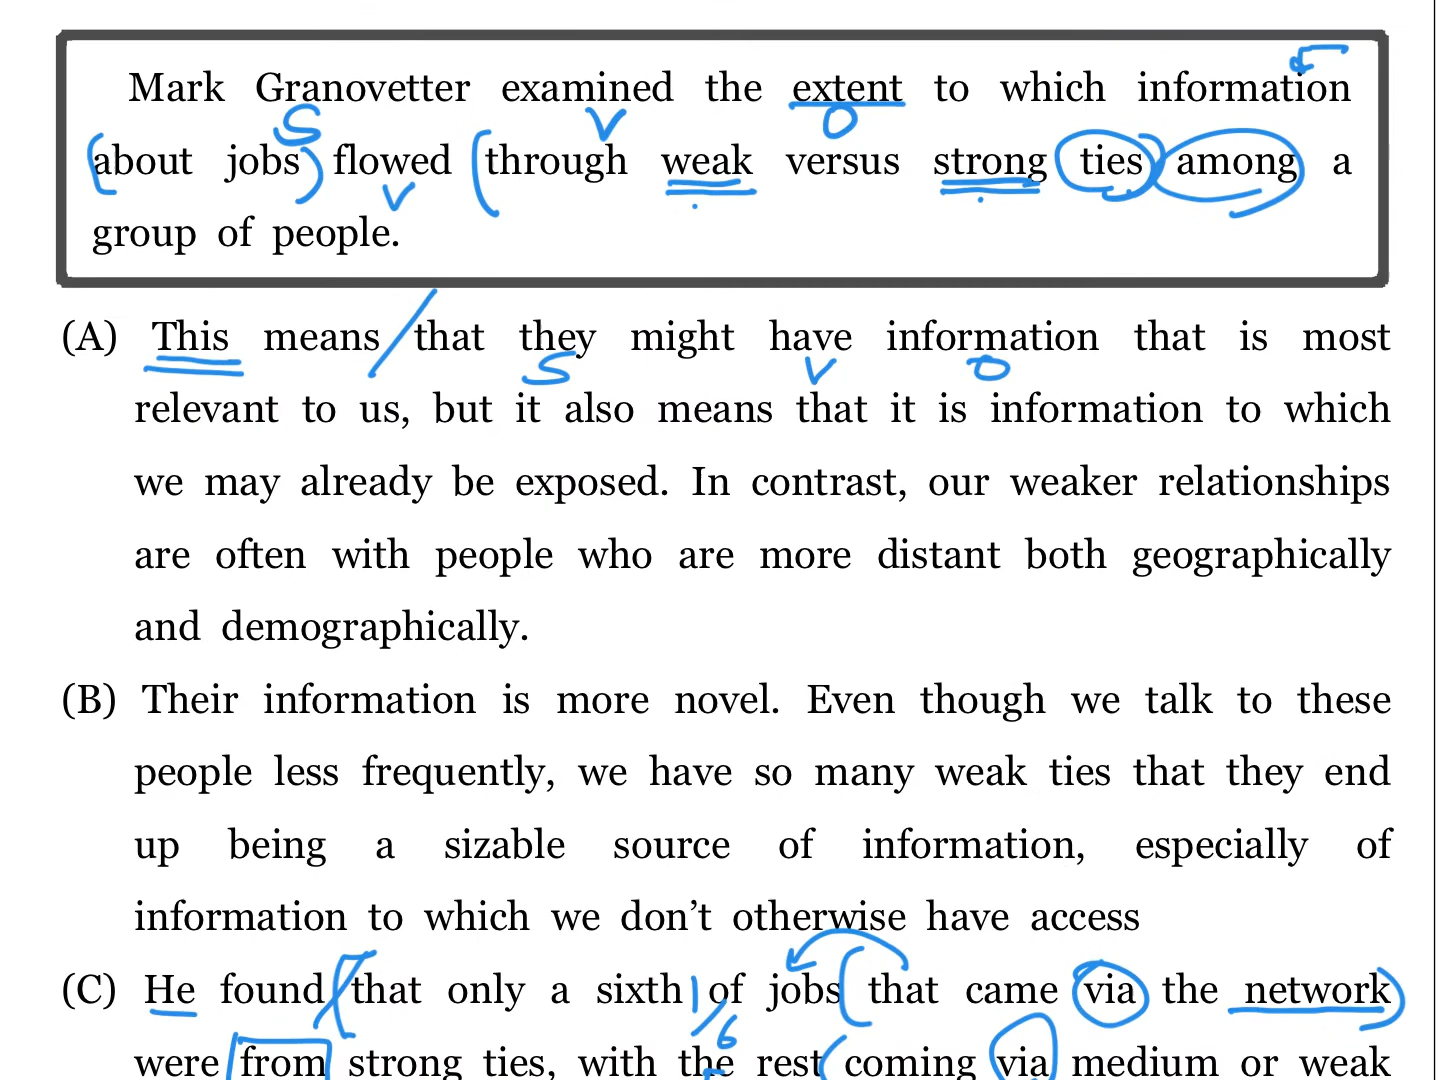 Mark Granovetter examined the extent to which information
about jobs flowed through weak versus strong ties among a
group of people.
S V O
V
(A) This means that they might have information that is most
S V O
relevant to us, but it also means that it is information to which
we may already be exposed. In contrast, our weaker relationships
are often with people who are more distant both geographically
and demographically.
(B) Their information is more novel. Even though we talk to these
people less frequently, we have so many weak ties that they end
up being a sizable source of information, especially of
information to which we don’t otherwise have access
(C) He found that only a sixth of jobs that came via the network
1/6
were from strong ties, with the rest coming via medium or weak